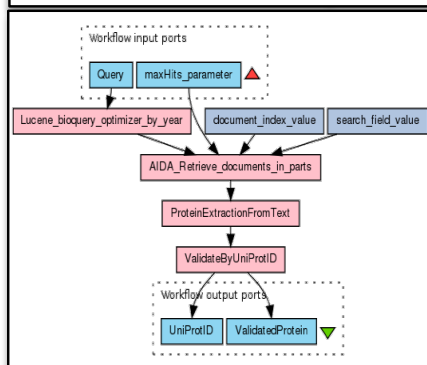 Workflow input ports
Query maxHits_parameter
Lucene_bioquery_optimizer_by_year document_index_value search_field_value
AIDA_Retrieve_documents_in_parts
ProteinExtractionFromText
ValidateByUniProtID
Workflow output ports
UniProtID ValidatedProtein